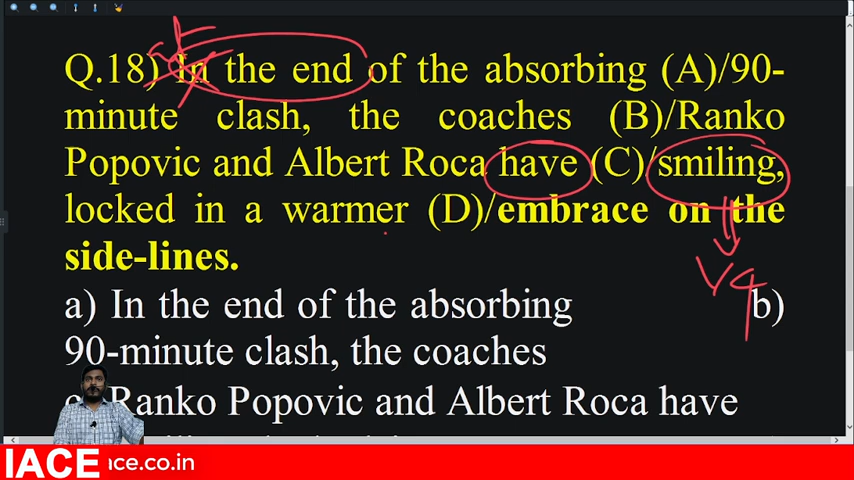 Q.18) In the end of the absorbing (A)/90-
minute clash, the coaches (B)/Ranko
Popovic and Albert Roca have (C)/smiling,
locked in a warmer (D)/embrace on the
side-lines.
V4
a) In the end of the absorbing b)
90-minute clash, the coaches
Ranko Popovic and Albert Roca have
IACE ace.co.in